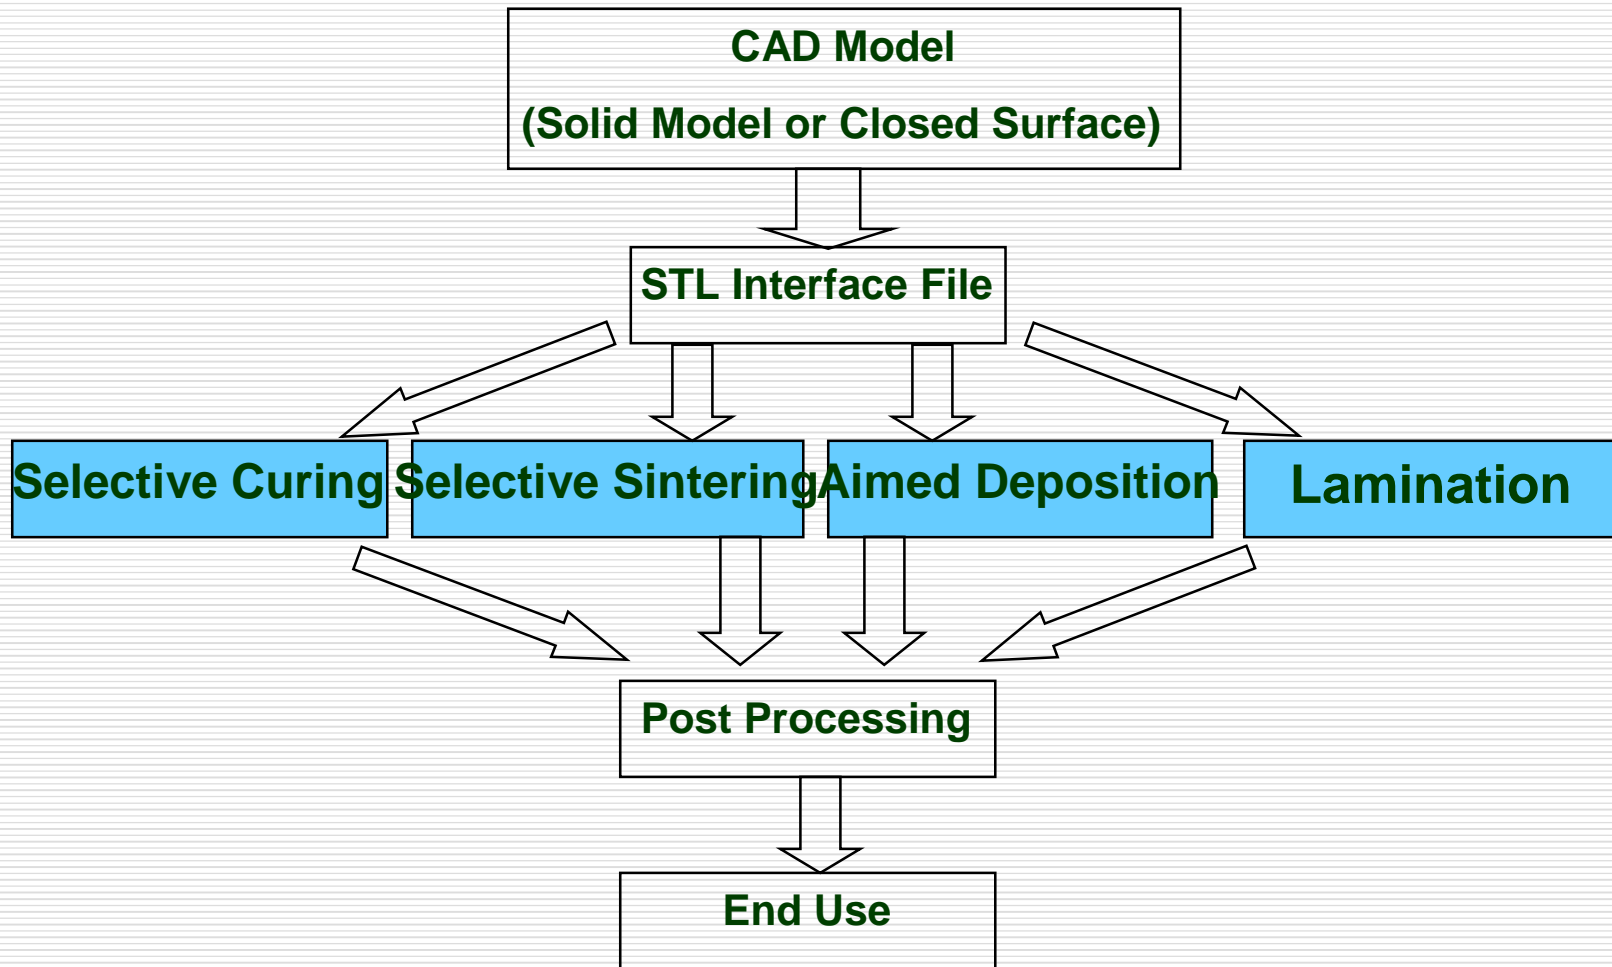 CAD Model
(Solid Model or Closed Surface)
STL Interface File
Selective Curing
Selective Sintering
Aimed Deposition
Lamination
Post Processing
End Use